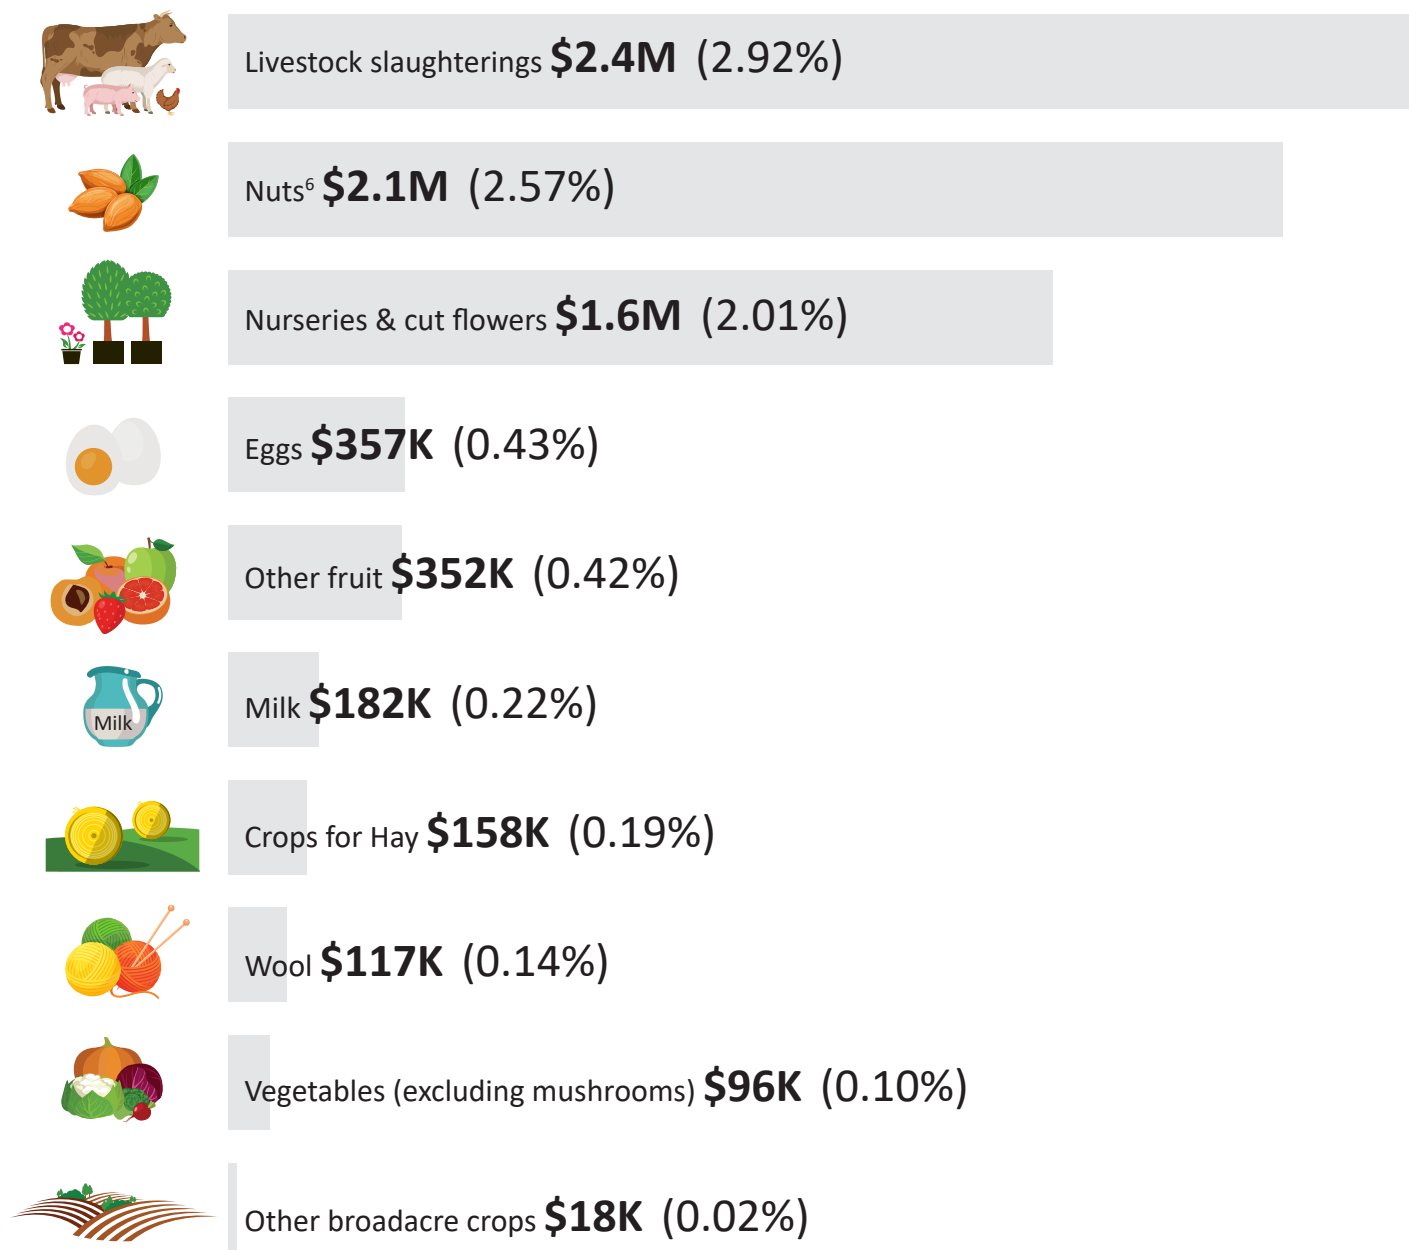 Livestock slaughterings $2.4M (2.92%)
Nuts⁶ $2.1M (2.57%)
Nurseries & cut flowers $1.6M (2.01%)
Eggs $357K (0.43%)
Other fruit $352K (0.42%)
Milk $182K (0.22%)
Milk
Crops for Hay $158K (0.19%)
Wool $117K (0.14%)
Vegetables (excluding mushrooms) $96K (0.10%)
Other broadacre crops $18K (0.02%)